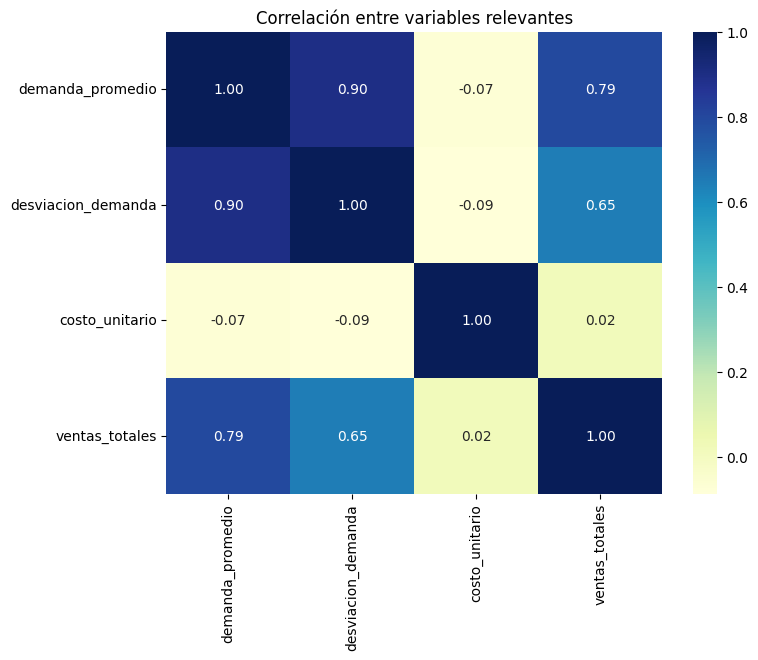 Correlación entre variables relevantes
demanda_promedio 1.00 0.90 -0.07 0.79
desviacion_demanda 0.90 1.00 -0.09 0.65
costo_unitario -0.07 -0.09 1.00 0.02
ventas_totales 0.79 0.65 0.02 1.00
demanda_promedio
desviacion_demanda
costo_unitario
ventas_totales
1.0
0.8
0.6
0.4
0.2
0.0